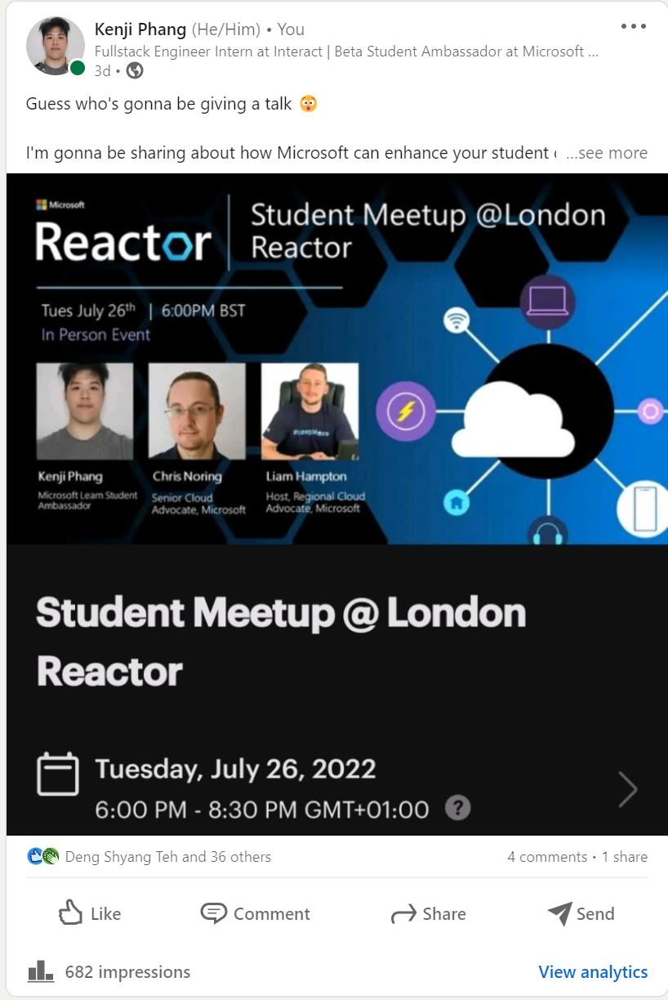 Kenji Phang (He/Him) • You
Fullstack Engineer Intern at Interact | Beta Student Ambassador at Microsoft ...
3d •
Guess who's gonna be giving a talk 😲
I'm gonna be sharing about how Microsoft can enhance your student ...see more
Microsoft
Reactor
Student Meetup @London
Reactor
Tues July 26th | 6:00PM BST
In Person Event
Kenji Phang
Microsoft Learn Student
Ambassador
Chris Noring
Senior Cloud
Advocate, Microsoft
Liam Hampton
Host, Regional Cloud
Advocate, Microsoft
Student Meetup @ London
Reactor
Tuesday, July 26, 2022
6:00 PM - 8:30 PM GMT+01:00 ?
Deng Shyang Teh and 36 others
4 comments • 1 share
Like
Comment
Share
Send
682 impressions
View analytics